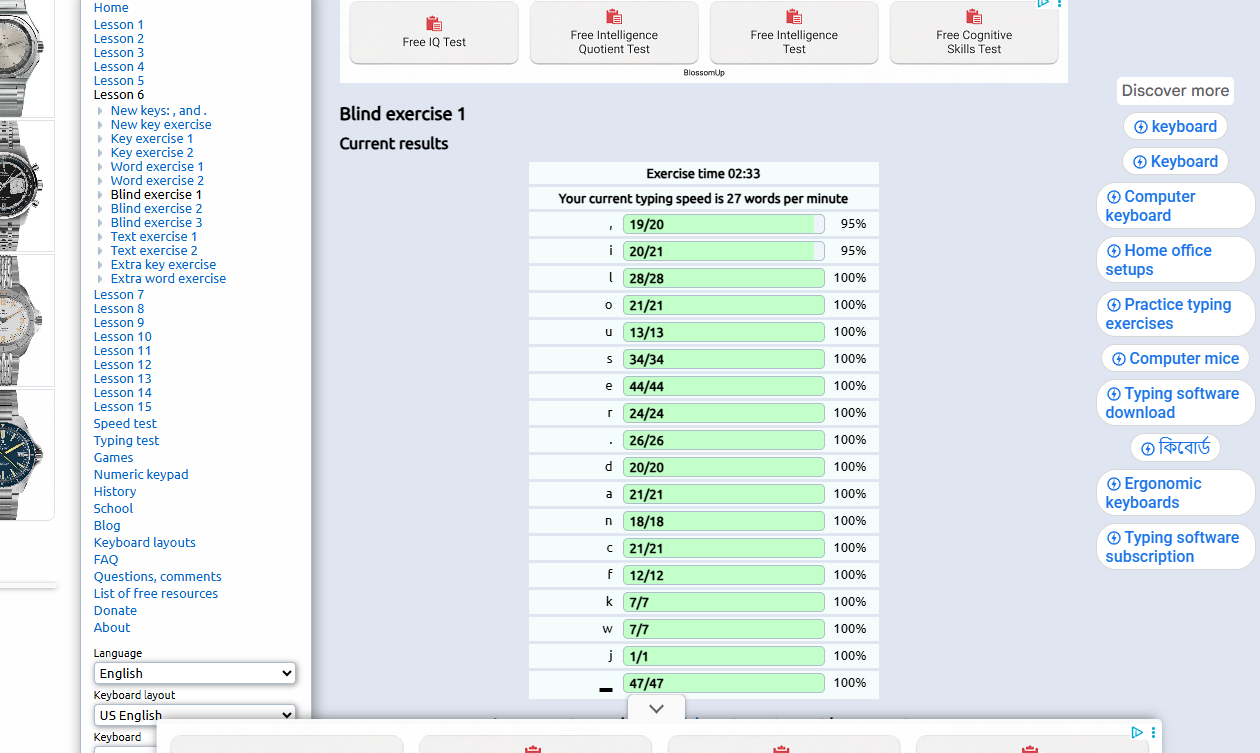 Home
Lesson 1
Lesson 2
Lesson 3
Lesson 4
Lesson 5
Lesson 6
New keys: , and .
New key exercise
Key exercise 1
Key exercise 2
Word exercise 1
Word exercise 2
Blind exercise 1
Blind exercise 2
Blind exercise 3
Text exercise 1
Text exercise 2
Extra key exercise
Extra word exercise
Lesson 7
Lesson 8
Lesson 9
Lesson 10
Lesson 11
Lesson 12
Lesson 13
Lesson 14
Lesson 15
Speed test
Typing test
Games
Numeric keypad
History
School
Blog
Keyboard layouts
FAQ
Questions, comments
List of free resources
Donate
About
Language
English
Keyboard layout
US English
Keyboard
Free IQ Test
Free Intelligence
Quotient Test
Free Intelligence
Test
Free Cognitive
Skills Test
BlossomUp
Blind exercise 1
Current results
Exercise time 02:33
Your current typing speed is 27 words per minute
, 19/20 95%
i 20/21 95%
l 28/28 100%
o 21/21 100%
u 13/13 100%
s 34/34 100%
e 44/44 100%
r 24/24 100%
. 26/26 100%
d 20/20 100%
a 21/21 100%
n 18/18 100%
c 21/21 100%
f 12/12 100%
k 7/7 100%
w 7/7 100%
j 1/1 100%
▂ 47/47 100%
Discover more
keyboard
Keyboard
Computer
keyboard
Home office
setups
Practice typing
exercises
Computer mice
Typing software
download
কিবোর্ড
Ergonomic
keyboards
Typing software
subscription